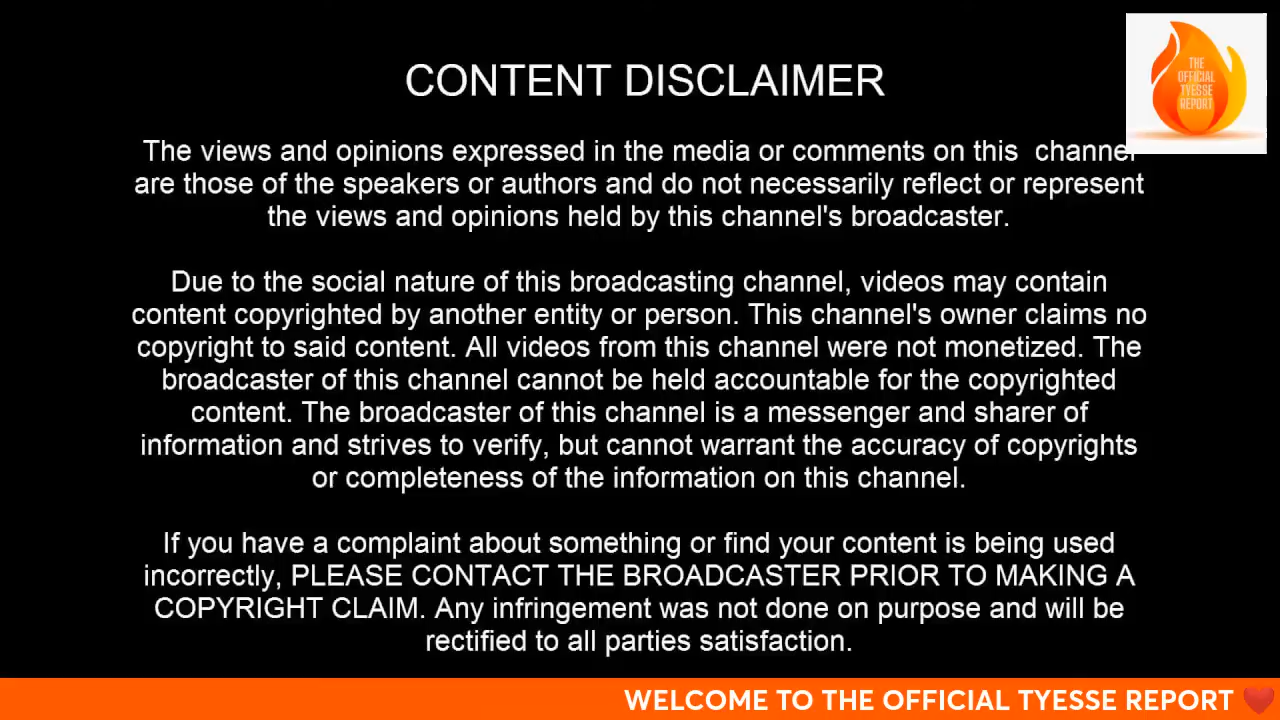 CONTENT DISCLAIMER
THE
OFFICIAL
TYESSE
REPORT
The views and opinions expressed in the media or comments on this channel
are those of the speakers or authors and do not necessarily reflect or represent
the views and opinions held by this channel's broadcaster.
Due to the social nature of this broadcasting channel, videos may contain
content copyrighted by another entity or person. This channel's owner claims no
copyright to said content. All videos from this channel were not monetized. The
broadcaster of this channel cannot be held accountable for the copyrighted
content. The broadcaster of this channel is a messenger and sharer of
information and strives to verify, but cannot warrant the accuracy of copyrights
or completeness of the information on this channel.
If you have a complaint about something or find your content is being used
incorrectly, PLEASE CONTACT THE BROADCASTER PRIOR TO MAKING A
COPYRIGHT CLAIM. Any infringement was not done on purpose and will be
rectified to all parties satisfaction.
WELCOME TO THE OFFICIAL TYESSE REPORT ❤️